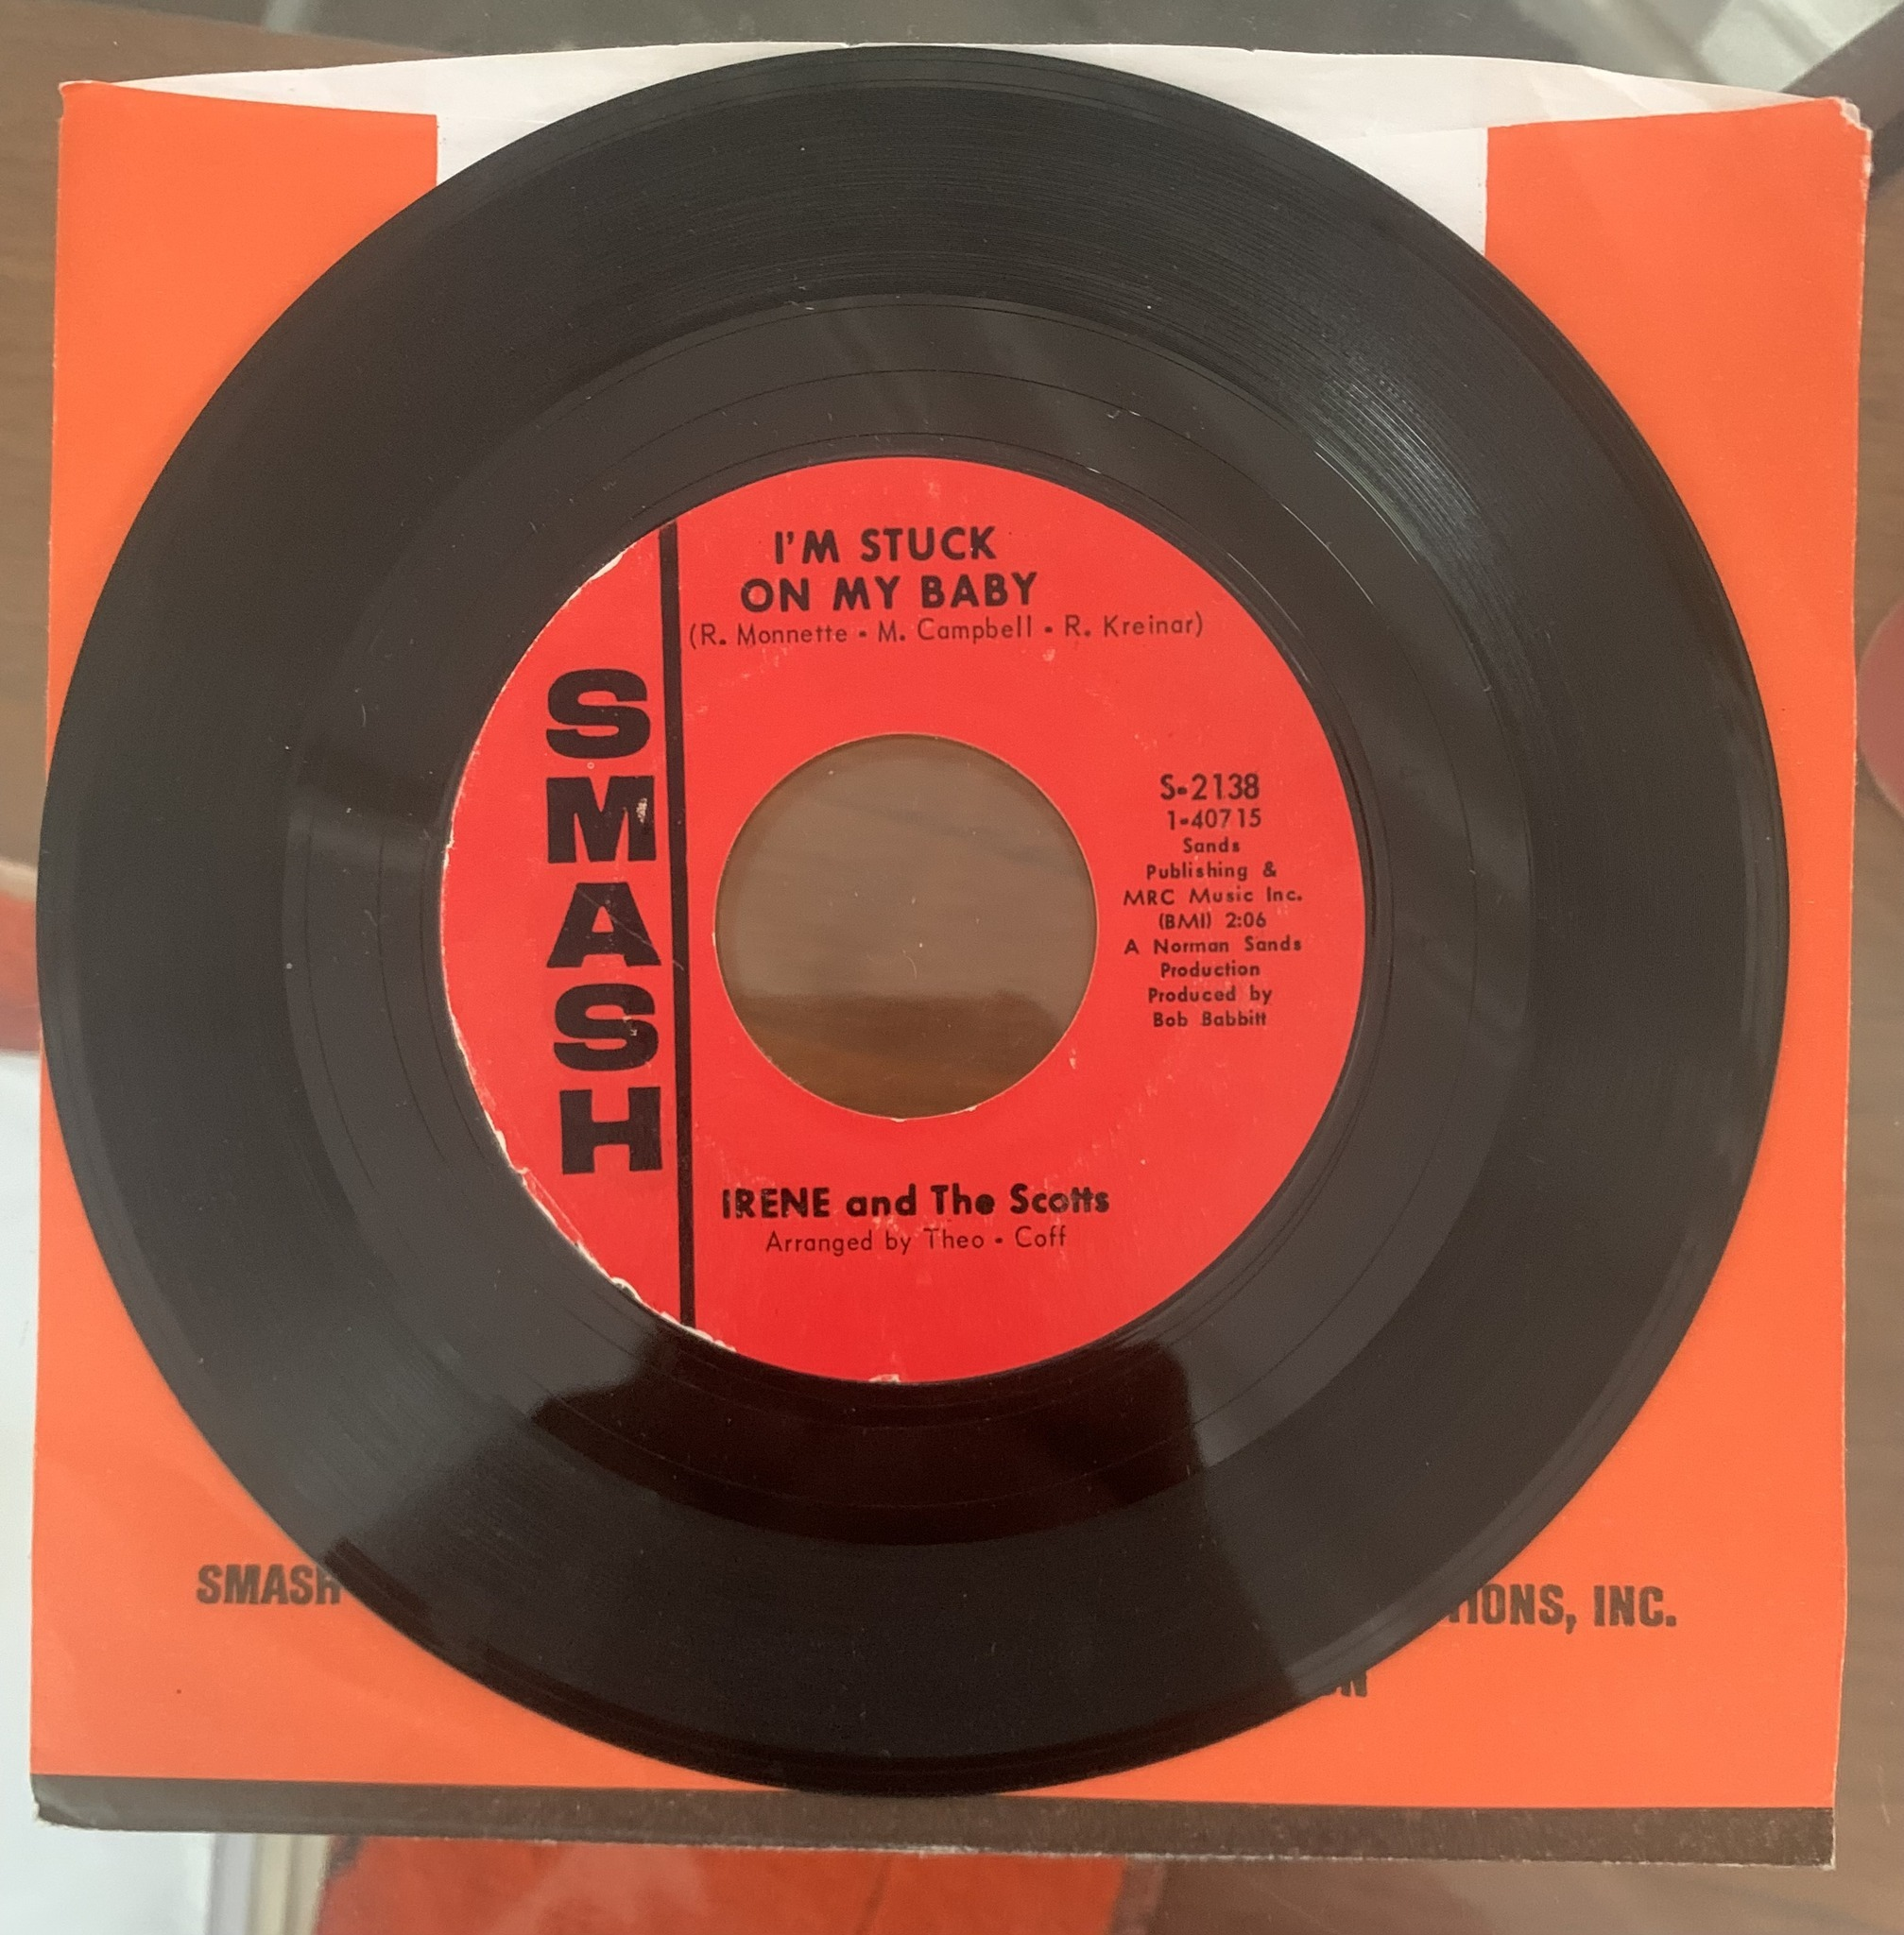 I'M STUCK
ON MY BABY
(R. Monnette - M. Campbell - R. Kreinar)
SMASH
S-2138
1-40715
Sands
Publishing &
MRC Music Inc.
(BMI) 2:06
A Norman Sands
Production
Produced by
Bob Babbitt
IRENE and The Scotts
Arranged by Theo - Coff
SMASH
INC.